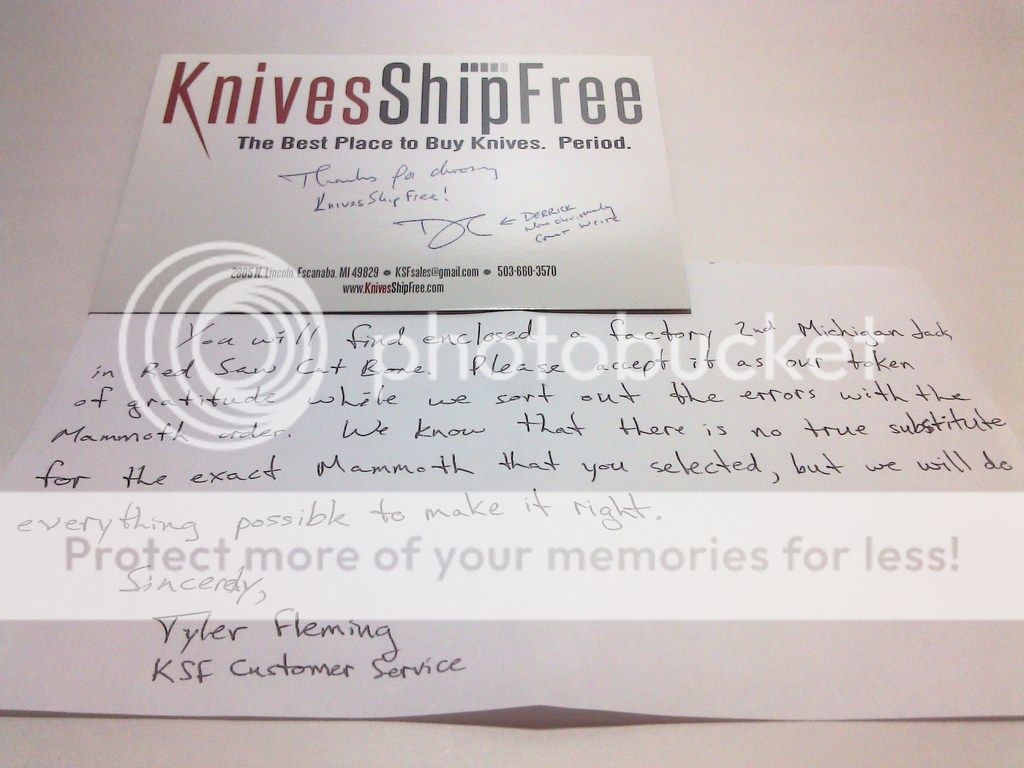 KnivesShipFree
The Best Place to Buy Knives. Period.
Thanks for choosing
KnivesShipFree!
DC ← DERRICK
who obviously
can't write
2005 N. Lincoln, Escanaba, MI 49829 • KSFsales@gmail.com • 503-660-3570
www.KnivesShipFree.com
You will find enclosed a factory 2nd Michigan Jack
in Red Saw Cut Bone. Please accept it as our token
of gratitude while we sort out the errors with the
Mammoth order. We know that there is no true substitute
for the exact Mammoth that you selected, but we will do
everything possible to make it right.
Sincerely,
Tyler Fleming
KSF Customer Service
photobucket
Protect more of your memories for less!